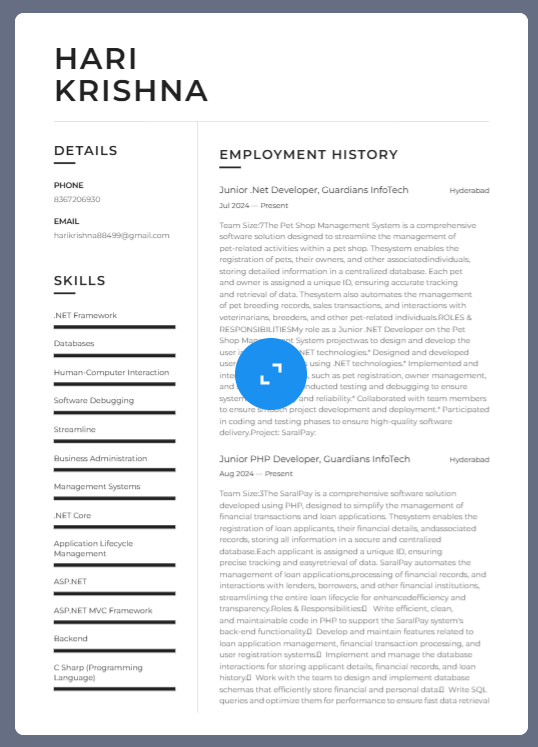 HARI
KRISHNA
DETAILS
PHONE
8367206930
EMAIL
harikrishna88499@gmail.com
SKILLS
.NET Framework
Databases
Human-Computer Interaction
Software Debugging
Streamline
Business Administration
Management Systems
.NET Core
Application Lifecycle
Management
ASP.NET
ASP.NET MVC Framework
Backend
C Sharp (Programming
Language)
EMPLOYMENT HISTORY
Junior .Net Developer, Guardians InfoTech Hyderabad
Jul 2024 — Present
Team Size:7The Pet Shop Management System is a comprehensive
software solution designed to streamline the management of
pet-related activities within a pet shop. Thesystem enables the
registration of pets, their owners, and other associatedindividuals,
storing detailed information in a centralized database. Each pet
and owner is assigned a unique ID, ensuring accurate tracking
and retrieval of data. Thesystem also automates the management
of pet breeding records, sales transactions, and interactions with
veterinarians, breeders, and other pet-related individuals.ROLES &
RESPONSIBILITIESMy role as a Junior .NET Developer on the Pet
Shop System projectwas to design and develop the
user .NET technologies.* Designed and developed
user using .NET technologies.* Implemented and
such as pet registration, owner management,
and testing and debugging to ensure
and reliability.* Collaborated with team members
to ensure project development and deployment.* Participated
in coding and testing phases to ensure high-quality software
delivery.Project: SaralPay:
Junior PHP Developer, Guardians InfoTech Hyderabad
Aug 2024 — Present
Team Size:3The SaralPay is a comprehensive software solution
developed using PHP, designed to simplify the management of
financial transactions and loan applications. Thesystem enables the
registration of loan applicants, their financial details, andassociated
records, storing all information in a secure and centralized
database.Each applicant is assigned a unique ID, ensuring
precise tracking and easyretrieval of data. SaralPay automates the
management of loan applications,processing of financial records, and
interactions with lenders, borrowers, and other financial institutions,
streamlining the entire loan lifecycle for enhancedefficiency and
transparency.Roles & Responsibilities:▯ Write efficient, clean,
and maintainable code in PHP to support the SaralPay system's
back-end functionality.▯ Develop and maintain features related to
loan application management, financial transaction processing, and
user registration systems.▯ Implement and manage the database
interactions for storing applicant details, financial records, and loan
history.▯ Work with the team to design and implement database
schemas that efficiently store financial and personal data.▯ Write SQL
queries and optimize them for performance to ensure fast data retrieval